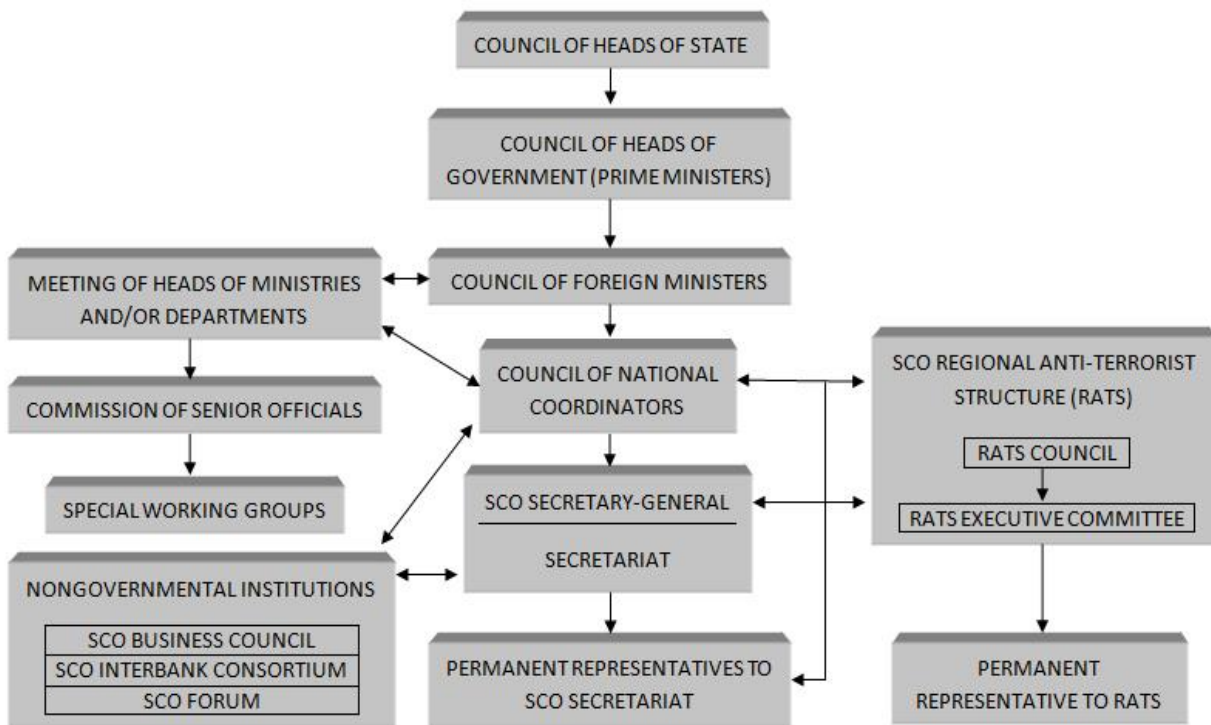 COUNCIL OF HEADS OF STATE
COUNCIL OF HEADS OF
GOVERNMENT (PRIME MINISTERS)
MEETING OF HEADS OF MINISTRIES
AND/OR DEPARTMENTS
COUNCIL OF FOREIGN MINISTERS
COMMISSION OF SENIOR OFFICIALS
COUNCIL OF NATIONAL
COORDINATORS
SCO REGIONAL ANTI-TERRORIST
STRUCTURE (RATS)
RATS COUNCIL
RATS EXECUTIVE COMMITTEE
SPECIAL WORKING GROUPS
SCO SECRETARY-GENERAL
SECRETARIAT
NONGOVERNMENTAL INSTITUTIONS
SCO BUSINESS COUNCIL
SCO INTERBANK CONSORTIUM
SCO FORUM
PERMANENT REPRESENTATIVES TO
SCO SECRETARIAT
PERMANENT
REPRESENTATIVE TO RATS